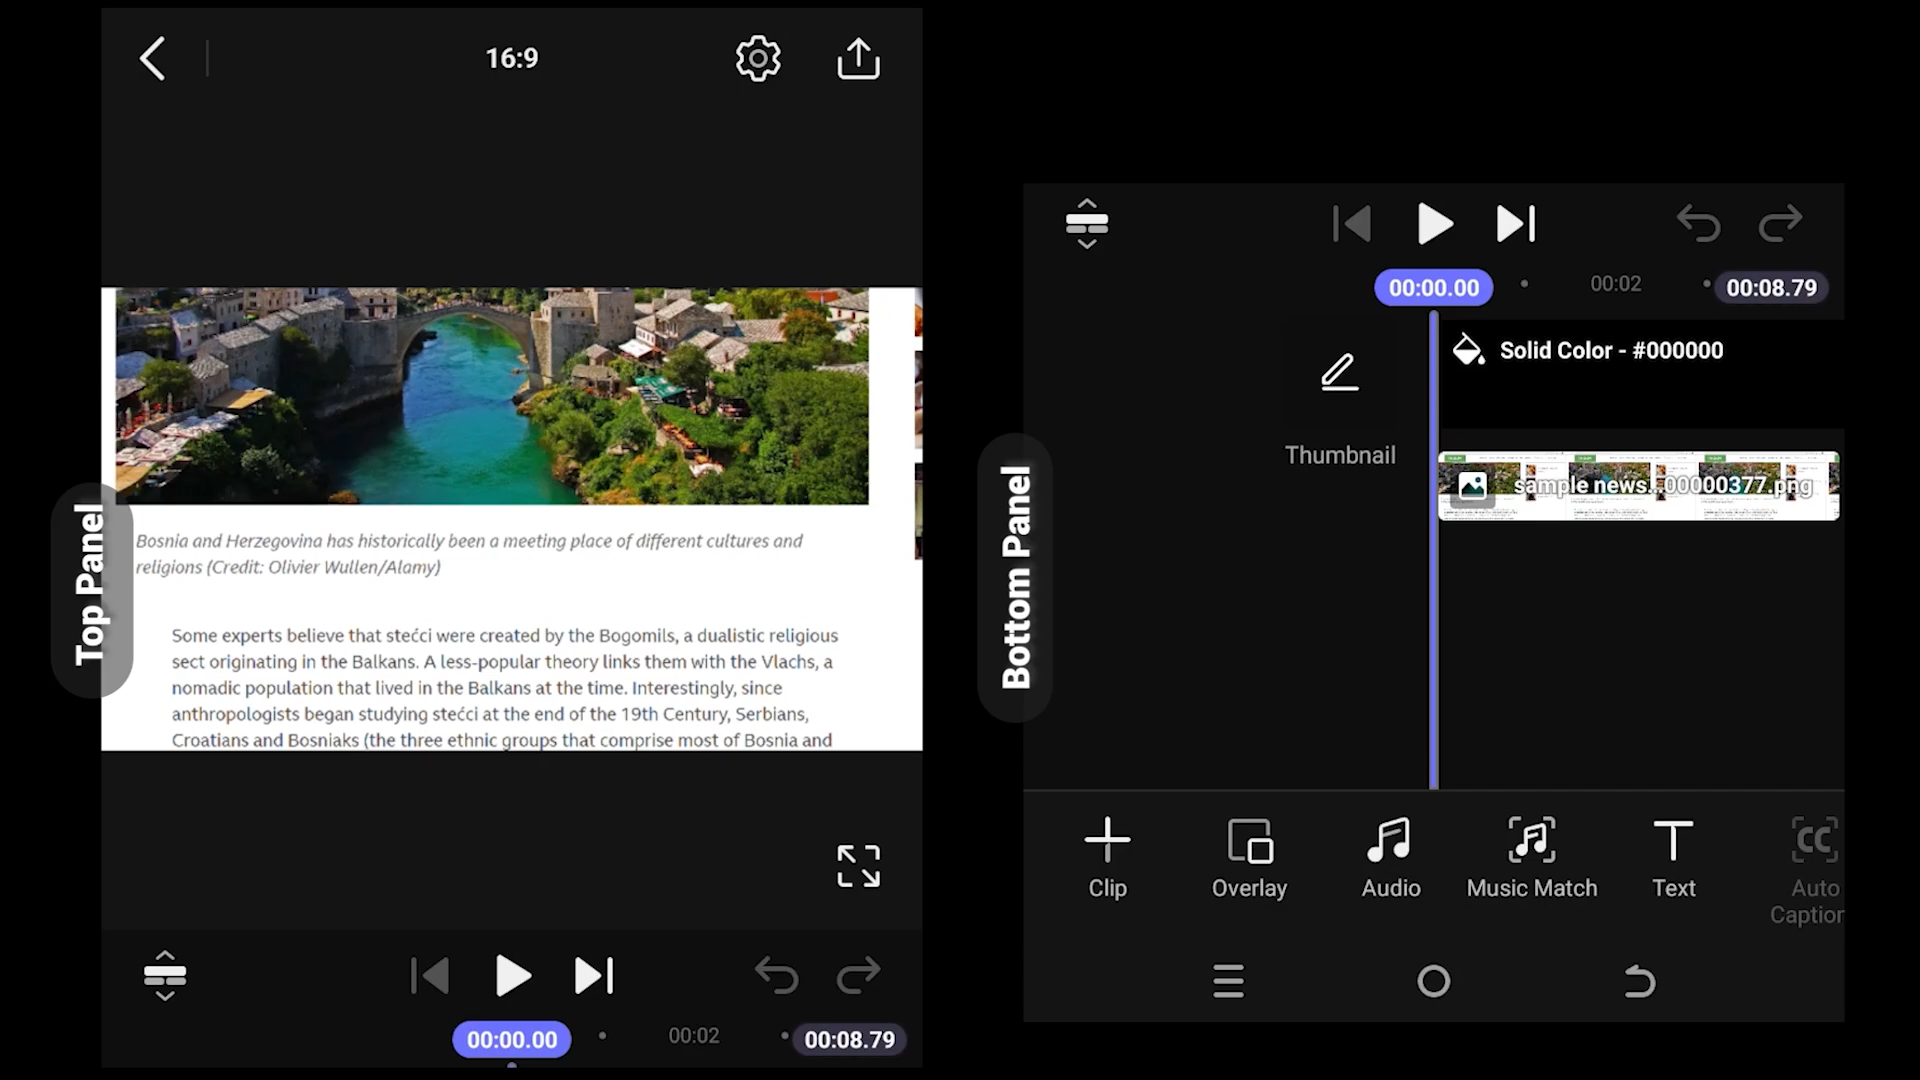 16:9
Bosnia and Herzegovina has historically been a meeting place of different cultures and
religions (Credit: Olivier Wullen/Alamy)
Some experts believe that stećci were created by the Bogomils, a dualistic religious
sect originating in the Balkans. A less-popular theory links them with the Vlachs, a
nomadic population that lived in the Balkans at the time. Interestingly, since
anthropologists began studying stećci at the end of the 19th Century, Serbians,
Croatians and Bosniaks (the three ethnic groups that comprise most of Bosnia and
Top Panel
00:00.00
00:02
00:08.79
Bottom Panel
00:00.00
00:02
00:08.79
Solid Color - #000000
Thumbnail
sample news...00000377.png
Clip
Overlay
Audio
Music Match
Text
CC
Auto
Caption